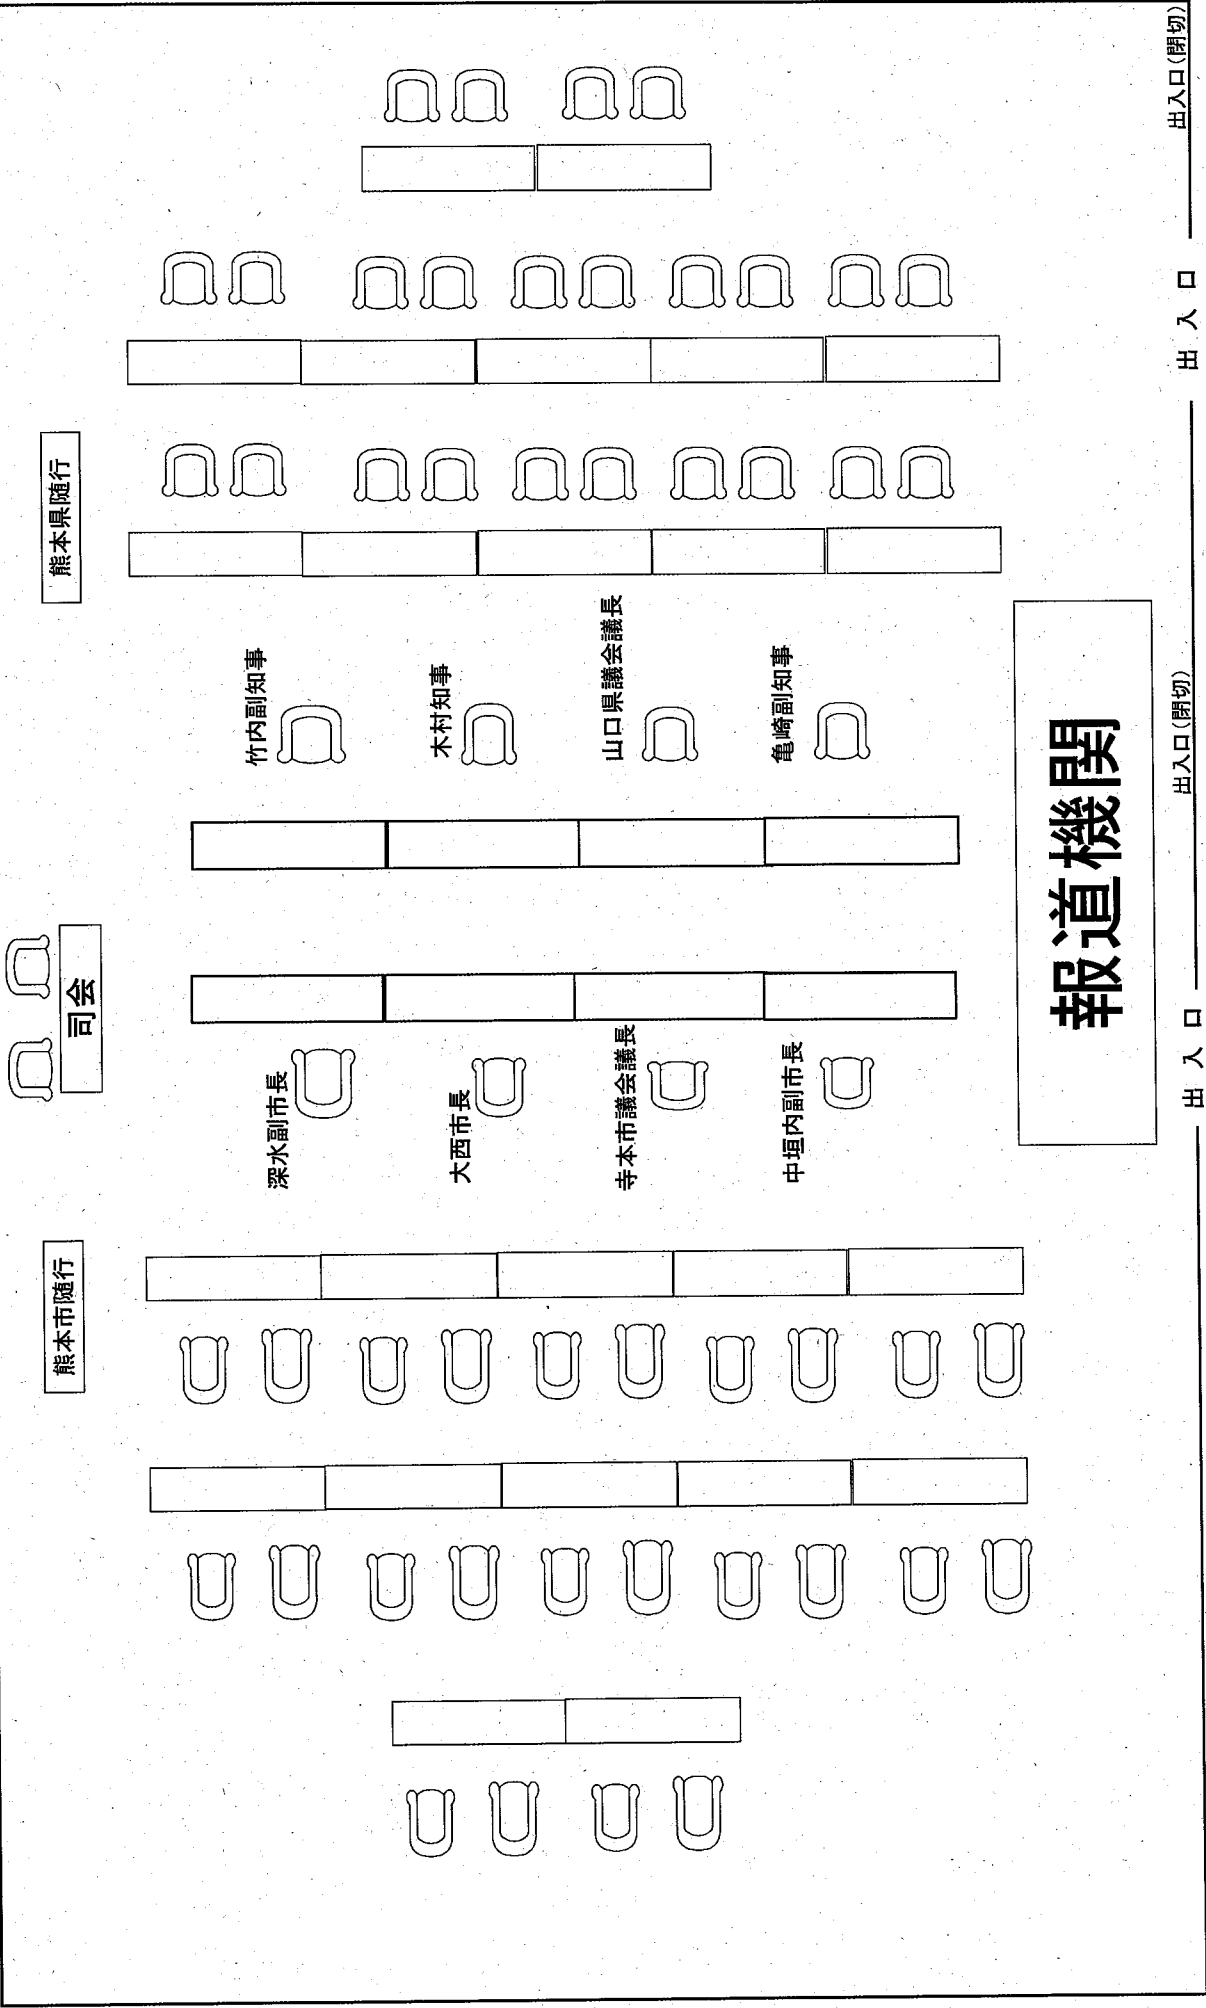 熊本市随行
司会
熊本県随行
深水副市長
竹内副知事
大西市長
木村知事
寺本市議会議長
山口県議会議長
中垣内副市長
亀崎副知事
報道機関
出入口
出入口(閉切)
出入口
出入口(閉切)